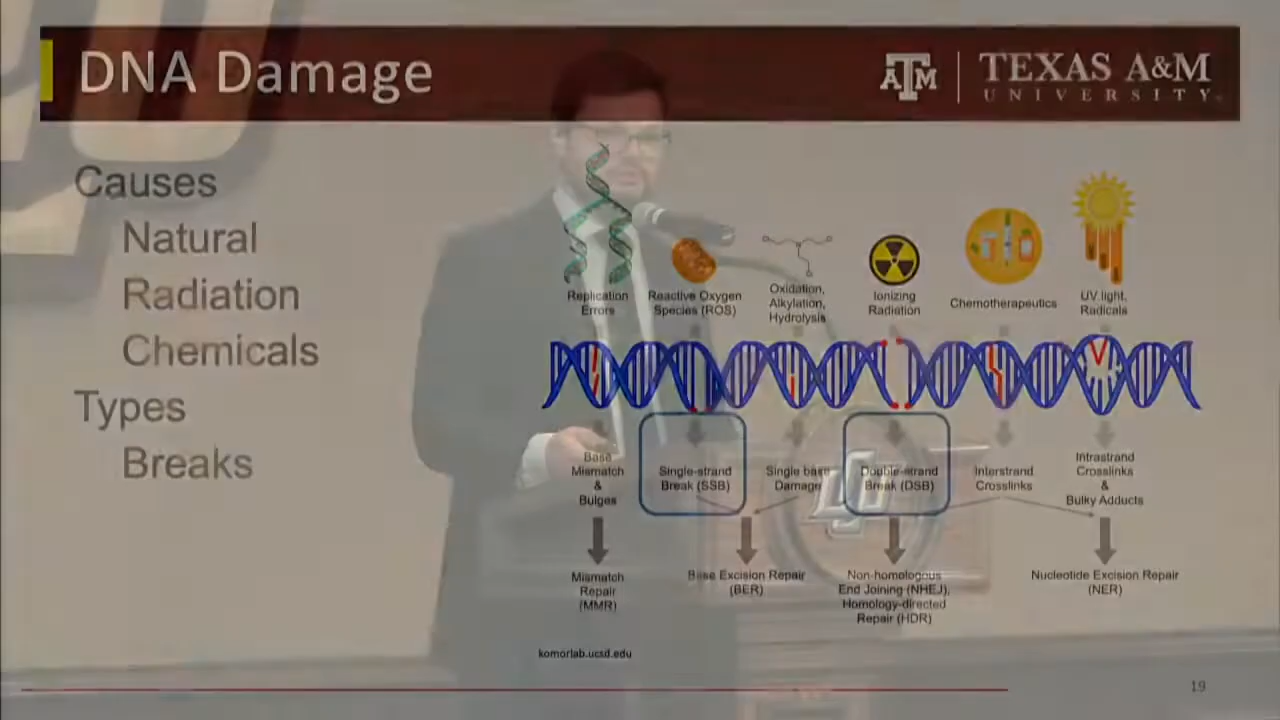 DNA Damage
ATM
TEXAS A&M
UNIVERSITY
Causes
Natural
Radiation
Chemicals
Types
Breaks
Replication
Errors
Reactive Oxygen
Species (ROS)
Oxidation,
Alkylation,
Hydrolysis
Ionizing
Radiation
Chemotherapeutics
UV light,
Radicals
Base
Mismatch
&
Bulges
Single-strand
Break (SSB)
Single base
Damage
Double-strand
Break (DSB)
Interstrand
Crosslinks
Intrastrand
Crosslinks
&
Bulky Adducts
Mismatch
Repair
(MMR)
Base Excision Repair
(BER)
Non-homologous
End Joining (NHEJ),
Homology-directed
Repair (HDR)
Nucleotide Excision Repair
(NER)
komorlab.ucsd.edu
19